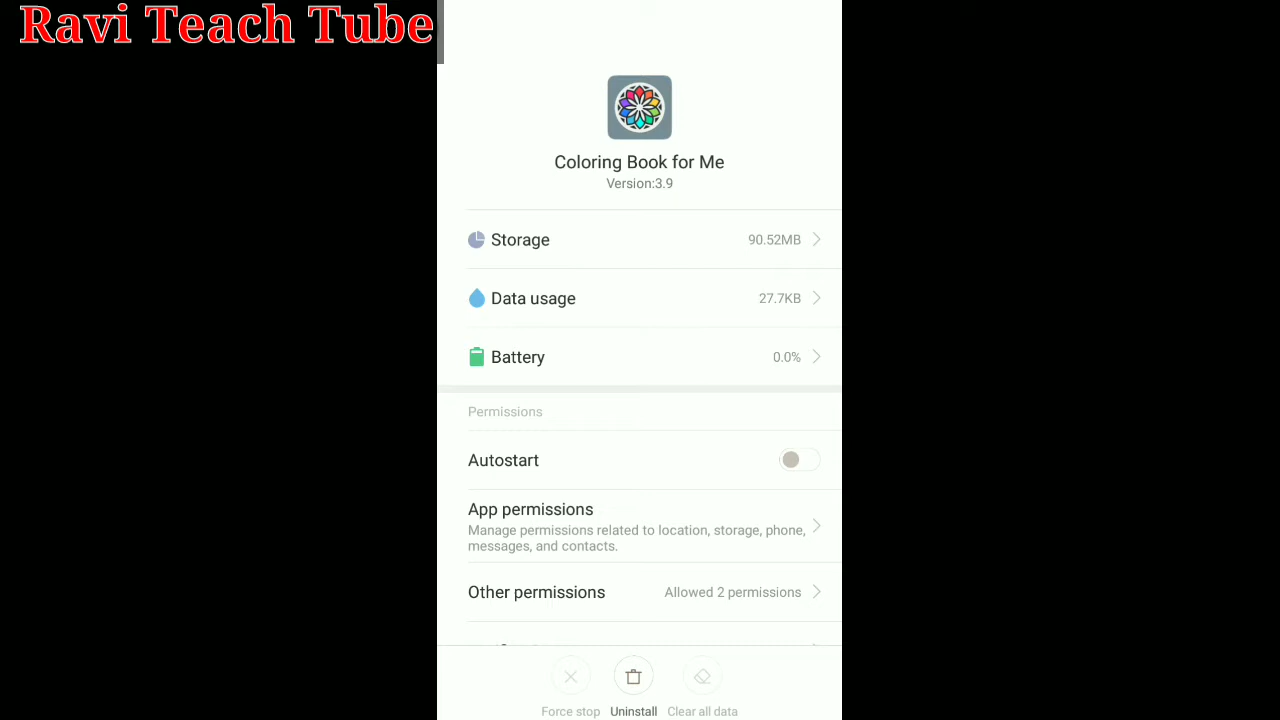 Ravi Teach Tube
Coloring Book for Me
Version:3.9
Storage 90.52MB
Data usage 27.7KB
Battery 0.0%
Permissions
Autostart
App permissions
Manage permissions related to location, storage, phone,
messages, and contacts.
Other permissions Allowed 2 permissions
Force stop Uninstall Clear all data